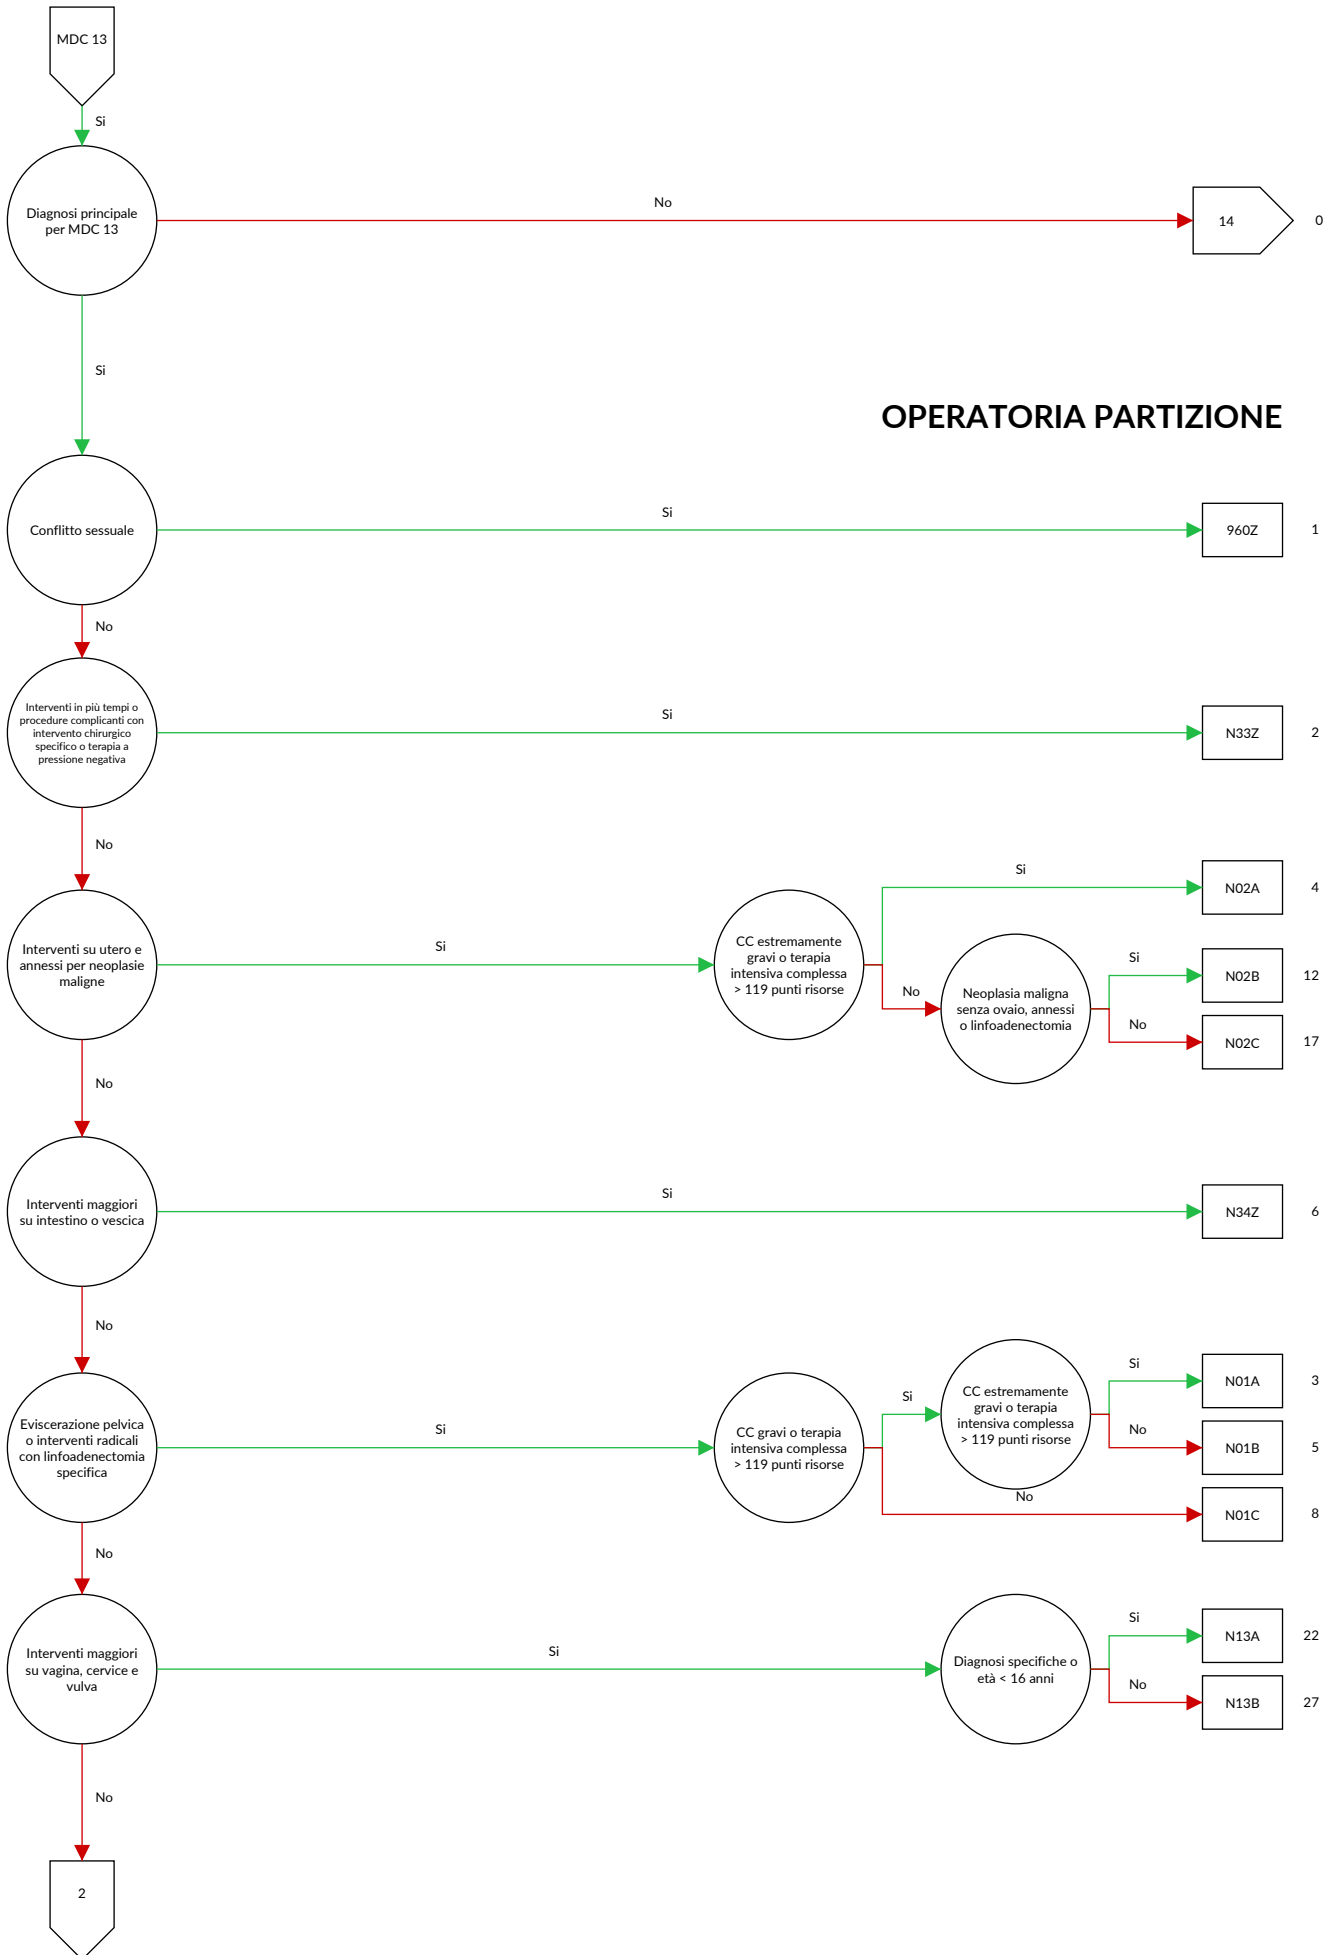 MDC 13
Si
Diagnosi principale
per MDC 13
No
14
0
Si
OPERATORIA PARTIZIONE
Conflitto sessuale
Si
960Z
1
No
Interventi in più tempi o
procedure complicanti con
intervento chirurgico
specifico o terapia a
pressione negativa
Si
N33Z
2
No
Interventi su utero e
annessi per neoplasie
maligne
Si
CC estremamente
gravi o terapia
intensiva complessa
> 119 punti risorse
Si
N02A
4
No
Neoplasia maligna
senza ovaio, annessi
o linfoadenectomia
Si
N02B
12
No
N02C
17
No
Interventi maggiori
su intestino o vescica
Si
N34Z
6
No
Eviscerazione pelvica
o interventi radicali
con linfoadenectomia
specifica
Si
CC gravi o terapia
intensiva complessa
> 119 punti risorse
Si
CC estremamente
gravi o terapia
intensiva complessa
> 119 punti risorse
Si
N01A
3
No
N01B
5
No
N01C
8
No
Interventi maggiori
su vagina, cervice e
vulva
Si
Diagnosi specifiche o
età < 16 anni
Si
N13A
22
No
N13B
27
No
2